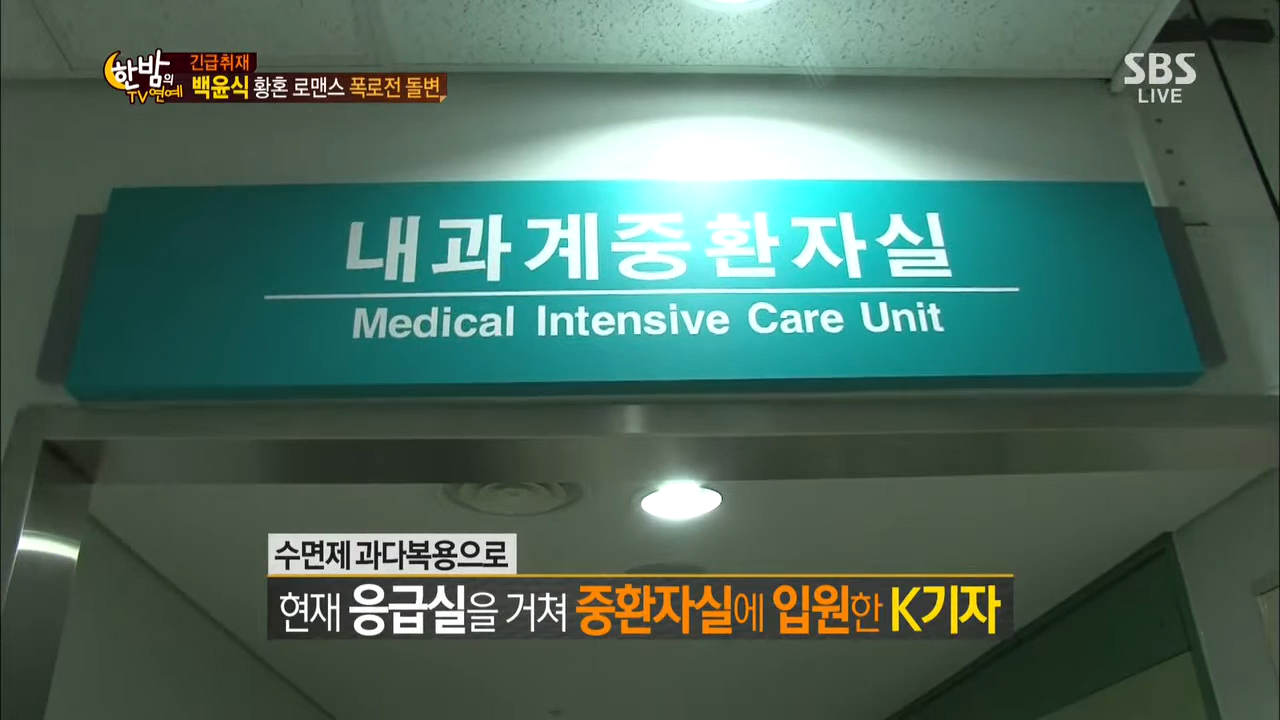 한밤의
TV연예
긴급취재
백윤식 황혼 로맨스 폭로전 돌변
SBS
LIVE
내과계중환자실
Medical Intensive Care Unit
수면제 과다복용으로
현재 응급실을 거쳐 중환자실에 입원한 K기자